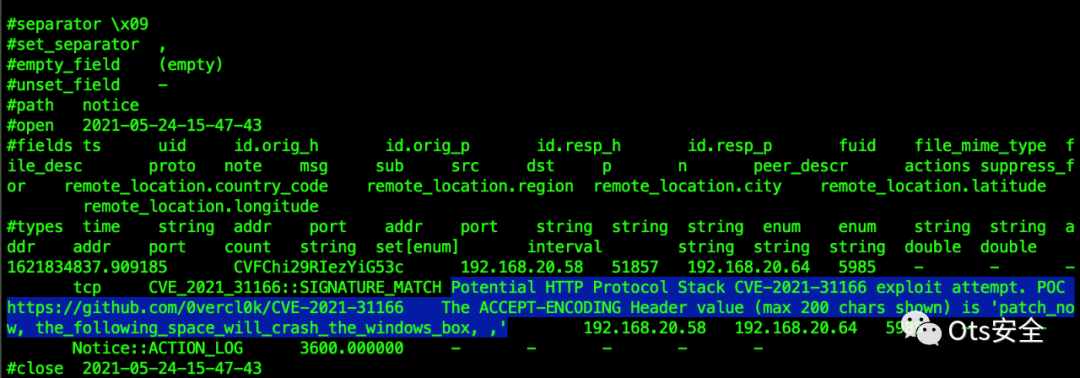 #separator \x09
#set_separator  ,
#empty_field    (empty)
#unset_field    -
#path   notice
#open   2021-05-24-15-47-43
#fields ts      uid     id.orig_h       id.orig_p       id.resp_h       id.resp_p       fuid    file_mime_type  f
ile_desc        proto   note    msg     sub     src     dst     p       n       peer_descr      actions suppress_f
or      remote_location.country_code    remote_location.region  remote_location.city    remote_location.latitude
        remote_location.longitude
#types  time    string  addr    port    addr    port    string  string  string  enum    enum    string  string  a
ddr     addr    port    count   string  set[enum]       interval        string  string  string  double  double
1621834837.909185       CVFChi29RIezYiG53c      192.168.20.58   51857   192.168.20.64   5985    -       -       -
        tcp     CVE_2021_31166::SIGNATURE_MATCH Potential HTTP Protocol Stack CVE-2021-31166 exploit attempt. POC
https://github.com/0vercl0k/CVE-2021-31166      The ACCEPT-ENCODING Header value (max 200 chars shown) is 'patch_no
w, the_following_space_will_crash_the_windows_box, ,'   192.168.20.58   192.168.20.64   -       -
        Notice::ACTION_LOG      3600.000000     -       -       -       -       -
#close  2021-05-24-15-47-43
Ots安全